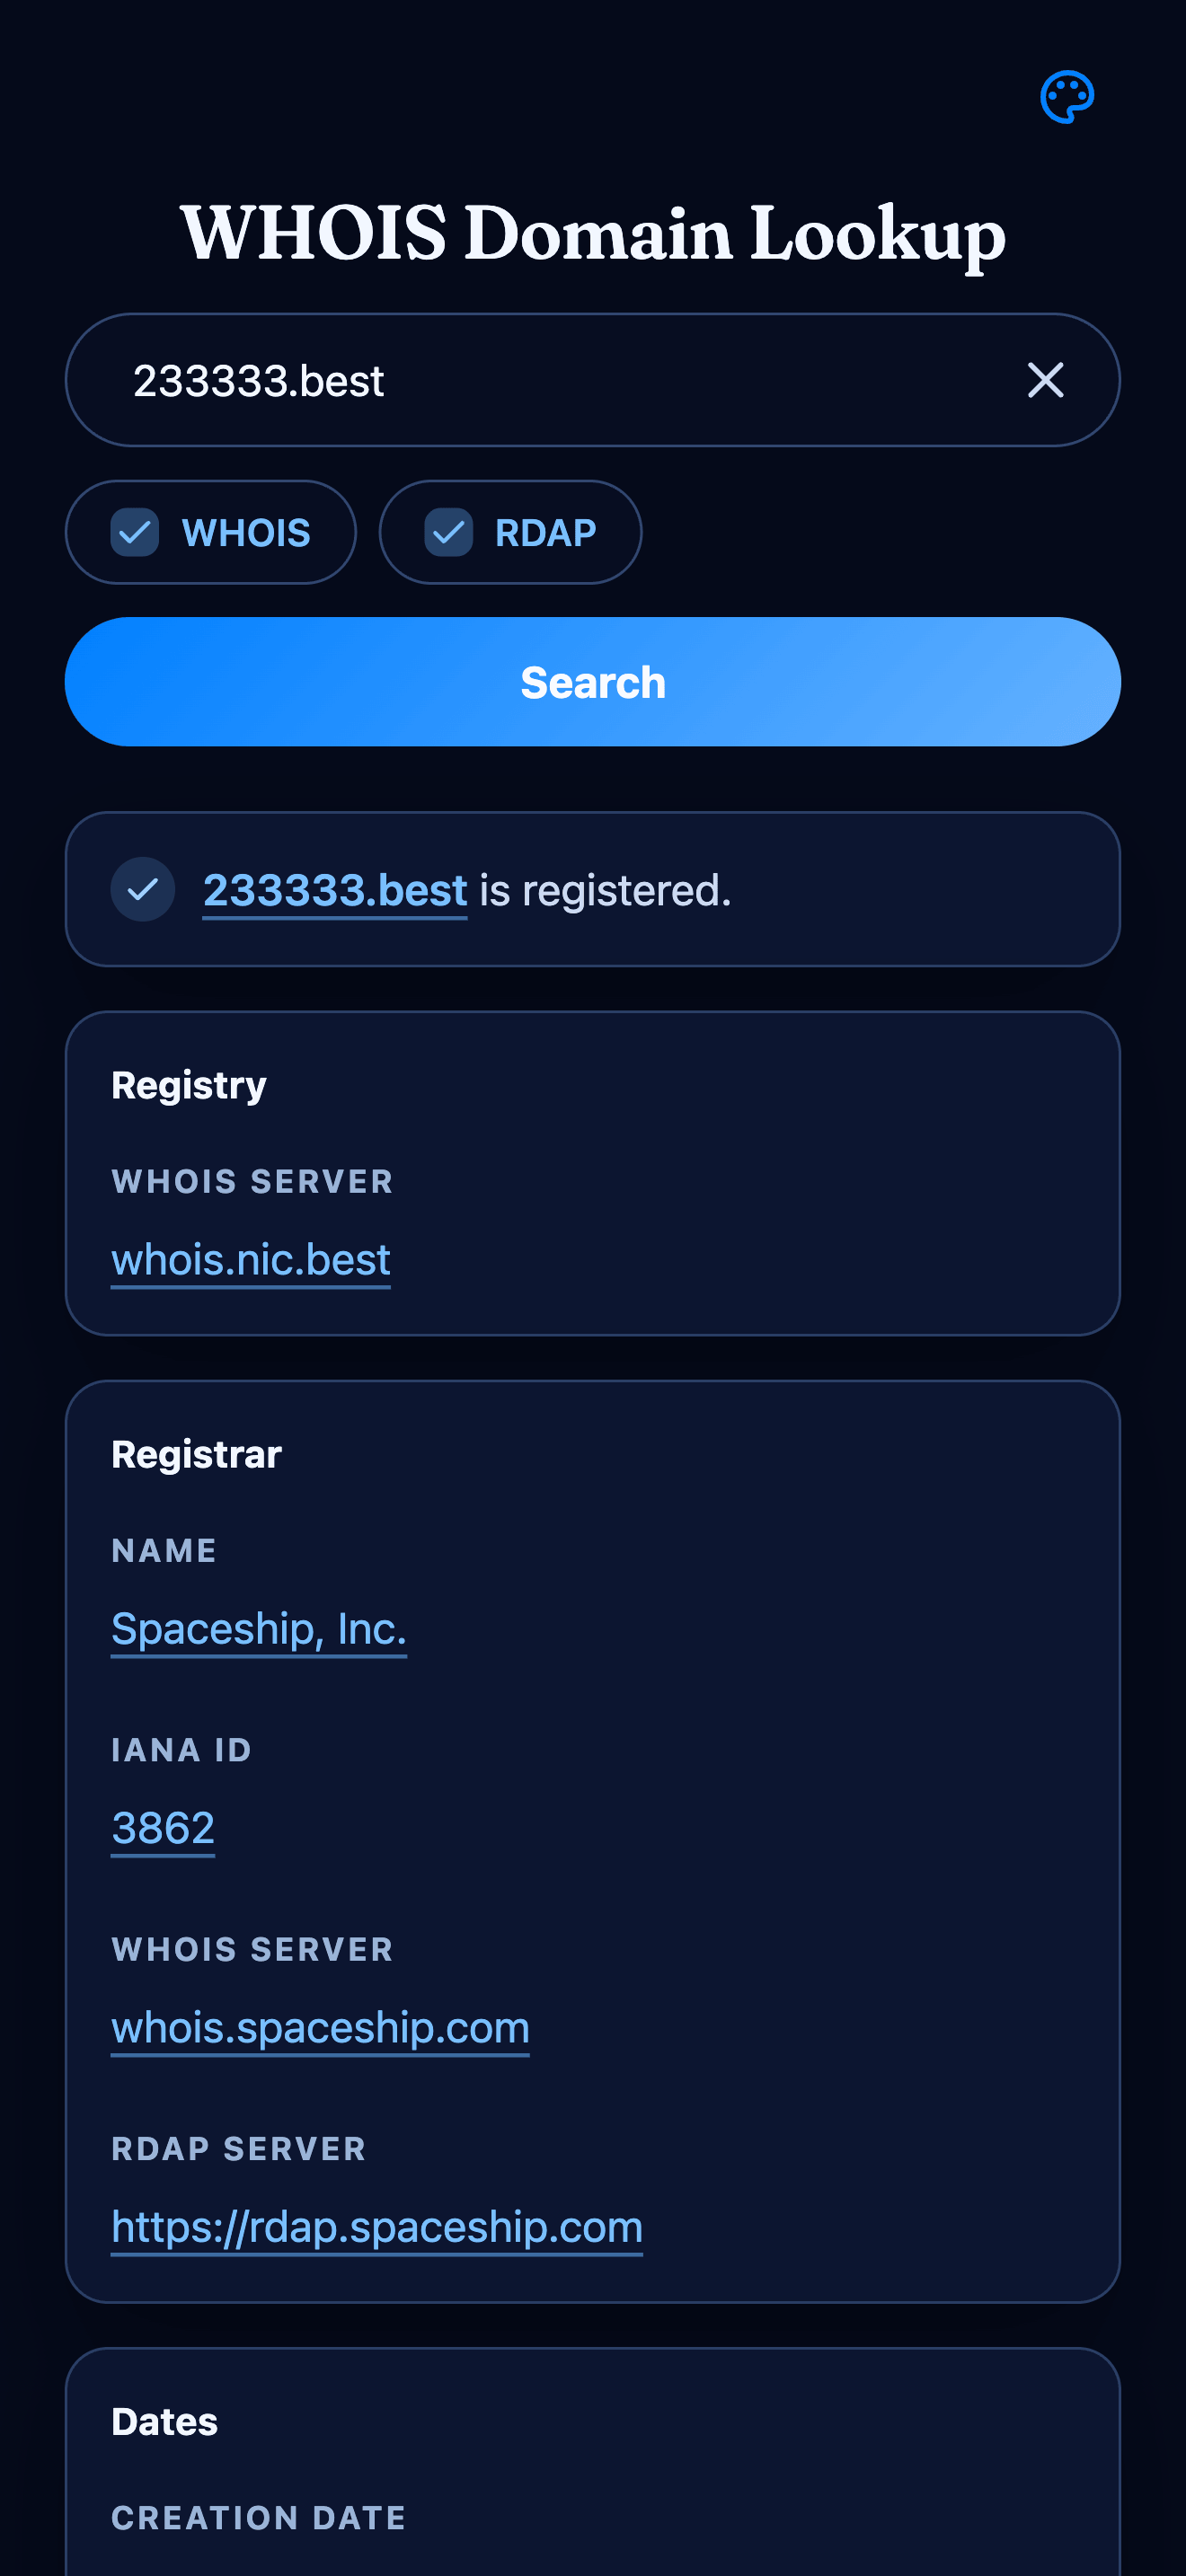 WHOIS Domain Lookup
233333.best
WHOIS
RDAP
Search
233333.best is registered.
Registry
WHOIS SERVER
whois.nic.best
Registrar
NAME
Spaceship, Inc.
IANA ID
3862
WHOIS SERVER
whois.spaceship.com
RDAP SERVER
https://rdap.spaceship.com
Dates
CREATION DATE